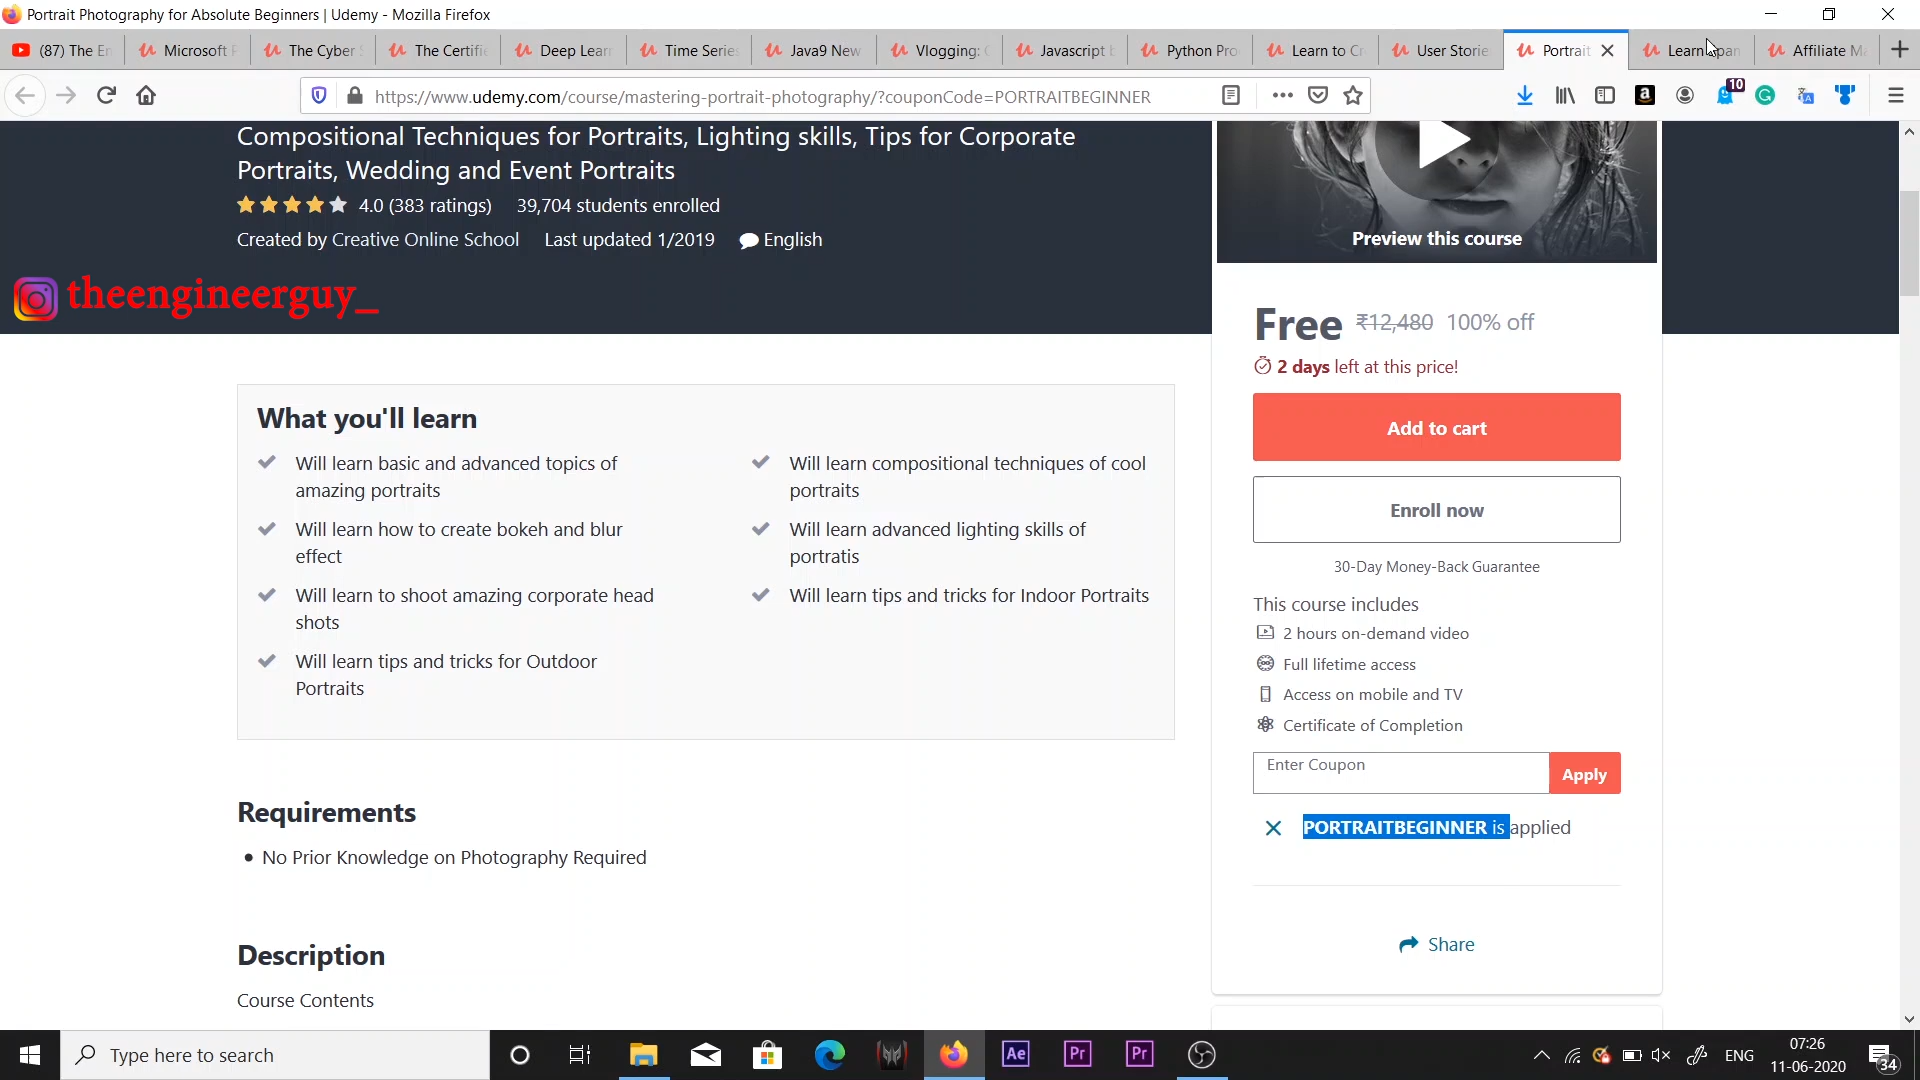 Portrait Photography for Absolute Beginners | Udemy - Mozilla Firefox
(87) The En
Microsoft
The Cyber
The Certifi
Deep Lear
Time Serie
Java9 New
Vlogging:
Javascript
Python Pro
Learn to Cr
User Storie
Portrait
Learn Span
Affiliate Ma
https://www.udemy.com/course/mastering-portrait-photography/?couponCode=PORTRAITBEGINNER
10
Compositional Techniques for Portraits, Lighting skills, Tips for Corporate
Portraits, Wedding and Event Portraits
4.0 (383 ratings) 39,704 students enrolled
Created by Creative Online School Last updated 1/2019 English
theengineerguy_
Preview this course
Free ₹12,480 100% off
2 days left at this price!
Add to cart
Enroll now
30-Day Money-Back Guarantee
This course includes
2 hours on-demand video
Full lifetime access
Access on mobile and TV
Certificate of Completion
Enter Coupon
Apply
PORTRAITBEGINNER is applied
Share
What you'll learn
Will learn basic and advanced topics of
amazing portraits
Will learn compositional techniques of cool
portraits
Will learn how to create bokeh and blur
effect
Will learn advanced lighting skills of
portratis
Will learn to shoot amazing corporate head
shots
Will learn tips and tricks for Indoor Portraits
Will learn tips and tricks for Outdoor
Portraits
Requirements
No Prior Knowledge on Photography Required
Description
Course Contents
Type here to search
Ae
Pr
Pr
ENG
07:26
11-06-2020
34